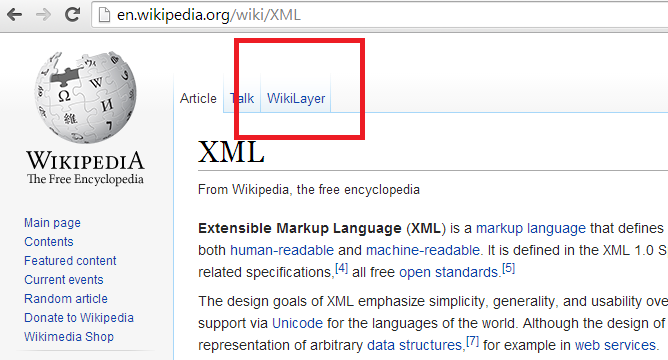 en.wikipedia.org/wiki/XML
Article Talk WikiLayer
WIKIPEDIA
The Free Encyclopedia
XML
From Wikipedia, the free encyclopedia
Main page
Contents
Featured content
Current events
Random article
Donate to Wikipedia
Wikimedia Shop
Extensible Markup Language (XML) is a markup language that defines
both human-readable and machine-readable. It is defined in the XML 1.0 S
related specifications,[4] all free open standards.[5]
The design goals of XML emphasize simplicity, generality, and usability ove
support via Unicode for the languages of the world. Although the design of
representation of arbitrary data structures,[7] for example in web services.